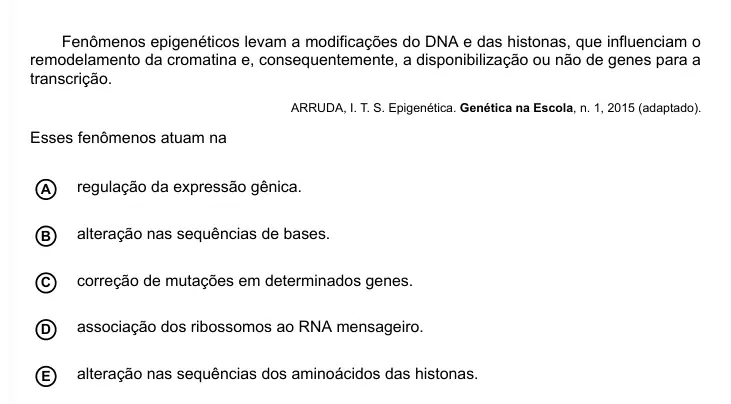 Fenômenos epigenéticos levam a modificações do DNA e das histonas, que influenciam o
remodelamento da cromatina e, consequentemente, a disponibilização ou não de genes para a
transcrição.
ARRUDA, I. T. S. Epigenética. Genética na Escola, n. 1, 2015 (adaptado).
Esses fenômenos atuam na
A regulação da expressão gênica.
B alteração nas sequências de bases.
C correção de mutações em determinados genes.
D associação dos ribossomos ao RNA mensageiro.
E alteração nas sequências dos aminoácidos das histonas.